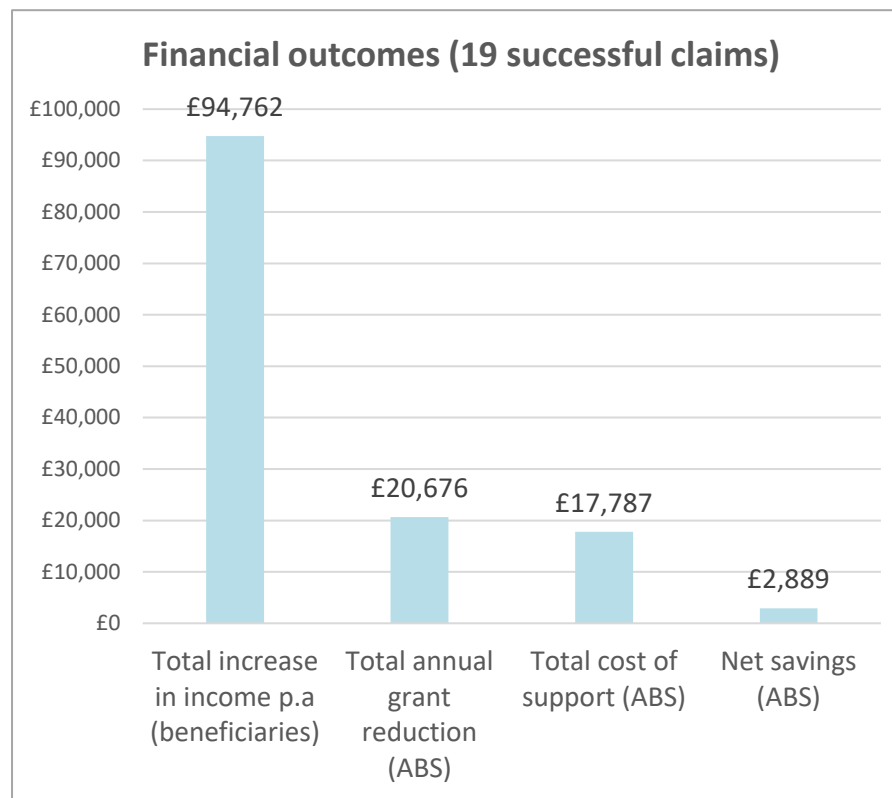 Financial outcomes (19 successful claims)
£100,000
£90,000
£80,000
£70,000
£60,000
£50,000
£40,000
£30,000
£20,000
£10,000
£0
£94,762
£20,676
£17,787
£2,889
Total increase
in income p.a
(beneficiaries)
Total annual
grant
reduction
(ABS)
Total cost of
support (ABS)
Net savings
(ABS)